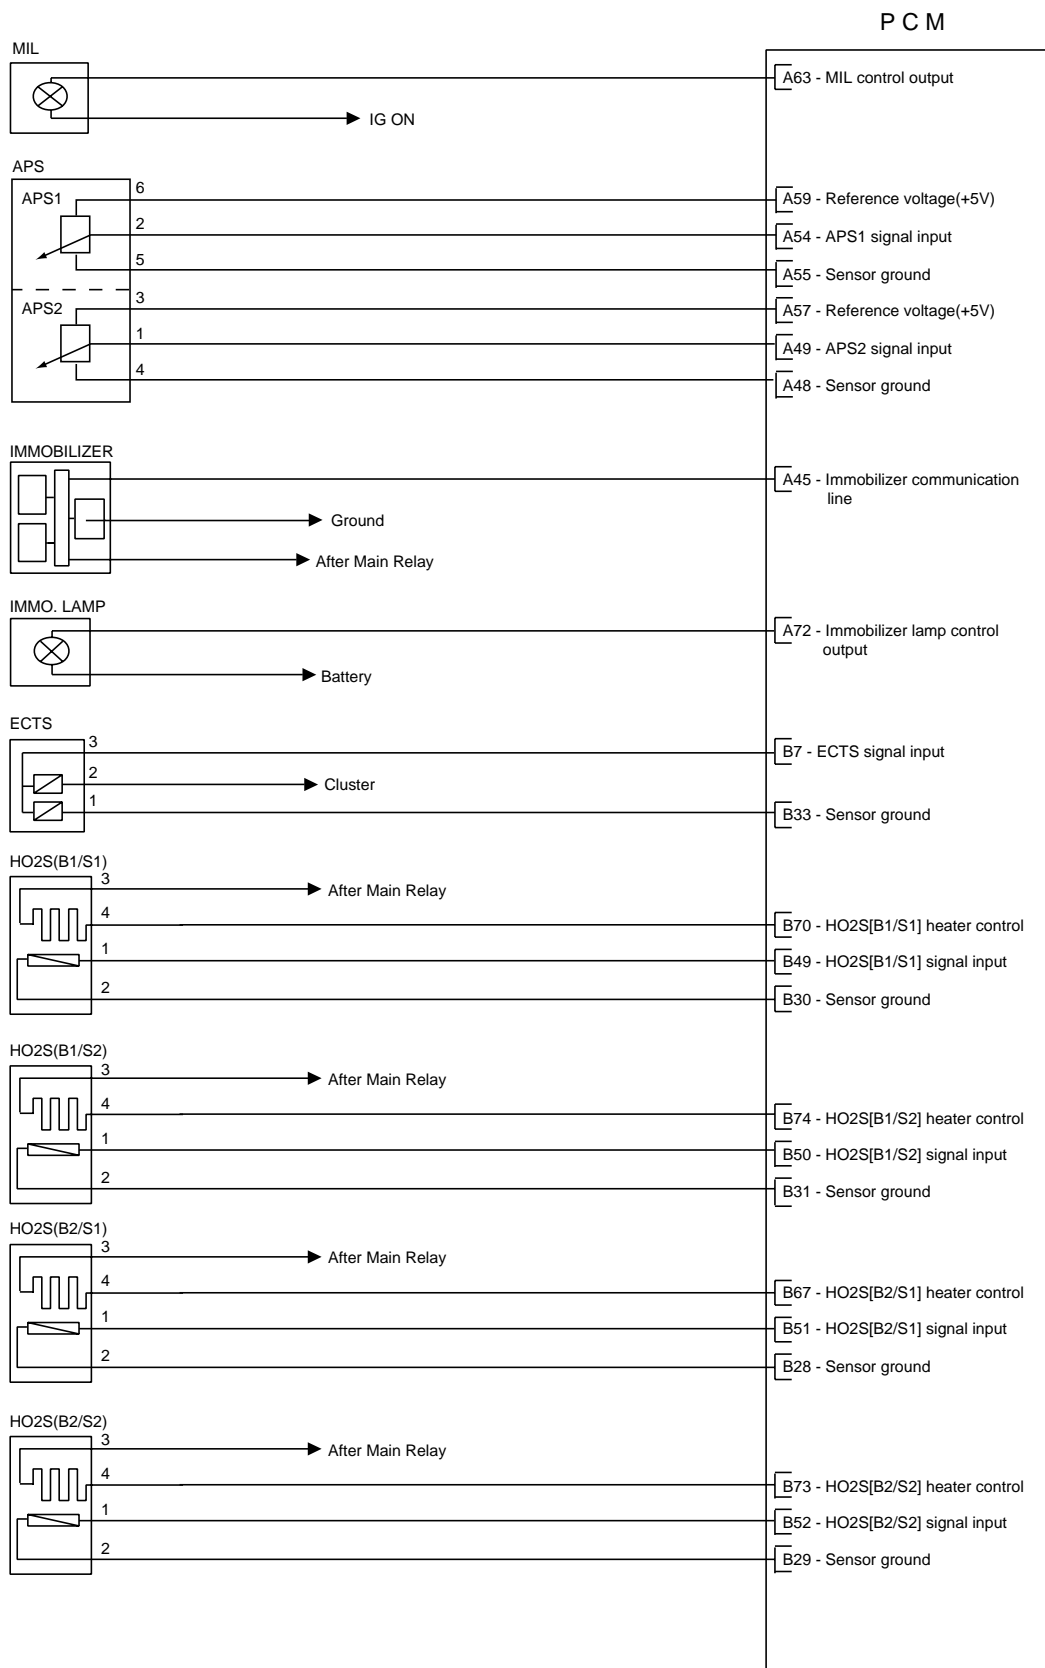 P C M
MIL
A63 - MIL control output
IG ON
APS
APS1
6
A59 - Reference voltage(+5V)
2
A54 - APS1 signal input
5
A55 - Sensor ground
APS2
3
A57 - Reference voltage(+5V)
1
A49 - APS2 signal input
4
A48 - Sensor ground
IMMOBILIZER
A45 - Immobilizer communication
line
Ground
After Main Relay
IMMO. LAMP
A72 - Immobilizer lamp control
output
Battery
ECTS
3
B7 - ECTS signal input
2
Cluster
1
B33 - Sensor ground
HO2S(B1/S1)
3
After Main Relay
4
B70 - HO2S[B1/S1] heater control
1
B49 - HO2S[B1/S1] signal input
2
B30 - Sensor ground
HO2S(B1/S2)
3
After Main Relay
4
B74 - HO2S[B1/S2] heater control
1
B50 - HO2S[B1/S2] signal input
2
B31 - Sensor ground
HO2S(B2/S1)
3
After Main Relay
4
B67 - HO2S[B2/S1] heater control
1
B51 - HO2S[B2/S1] signal input
2
B28 - Sensor ground
HO2S(B2/S2)
3
After Main Relay
4
B73 - HO2S[B2/S2] heater control
1
B52 - HO2S[B2/S2] signal input
2
B29 - Sensor ground